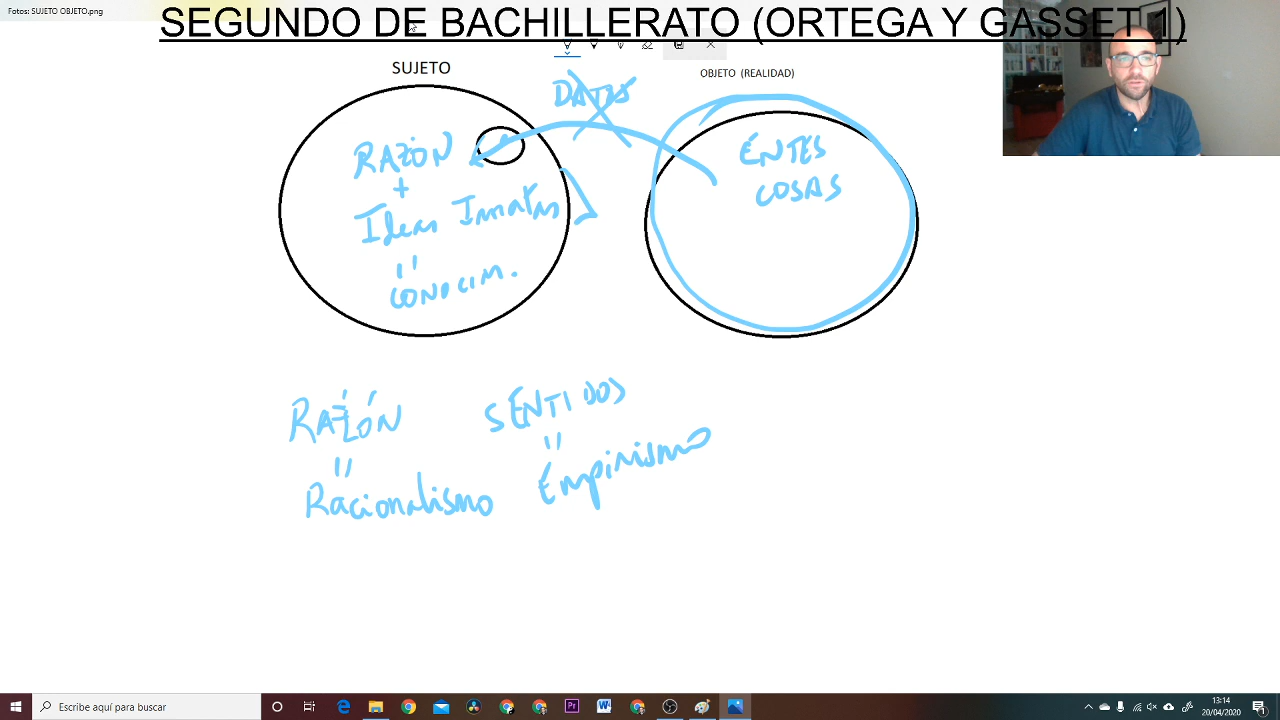 Fotos: SUJETO OBJETO.png
SEGUNDO DE BACHILLERATO (ORTEGA Y GASSET 1)
SUJETO
OBJETO (REALIDAD)
DATOS
RAZÓN
+
Ideas Innatas
=
CONOCIM.
ENTES
COSAS
RAZÓN
=
Racionalismo
SENTIDOS
=
Empirismo
Escribe aquí para buscar
13:14
20/04/2020